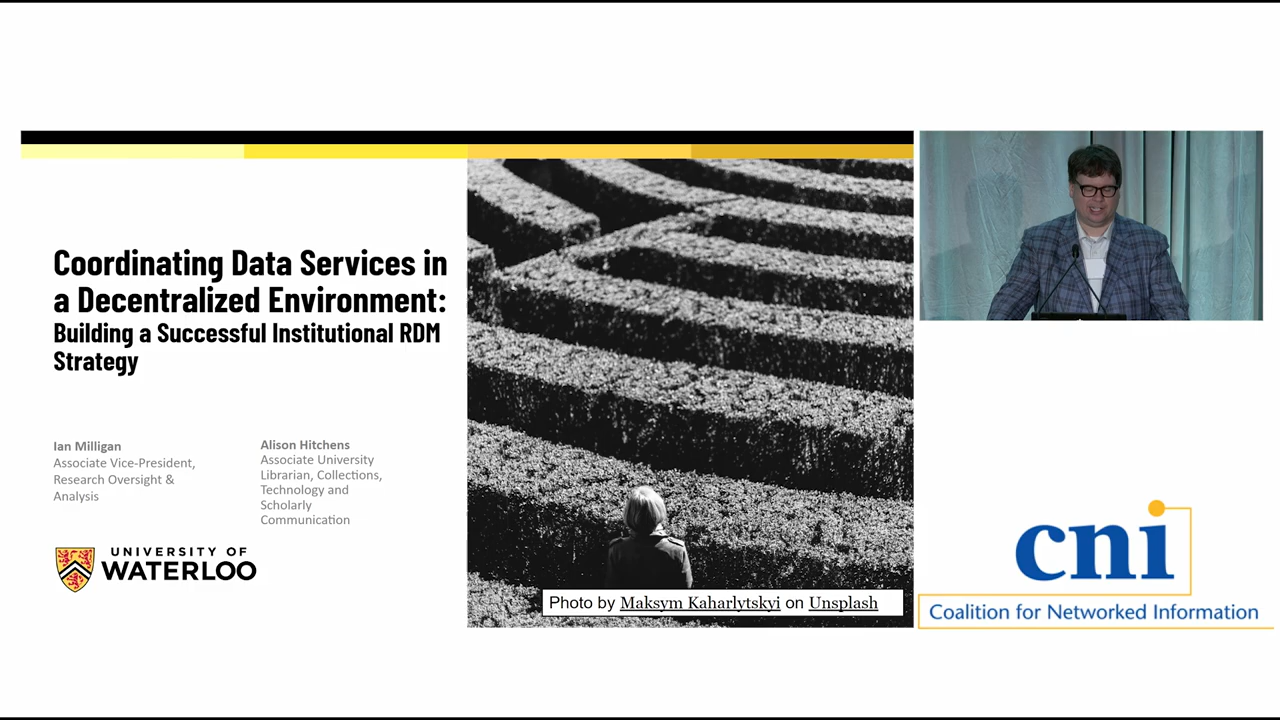 Coordinating Data Services in
a Decentralized Environment:
Building a Successful Institutional RDM
Strategy
Ian Milligan
Associate Vice-President,
Research Oversight &
Analysis
Alison Hitchens
Associate University
Librarian, Collections,
Technology and
Scholarly
Communication
UNIVERSITY OF
WATERLOO
Photo by Maksym Kaharlytskyi on Unsplash
cni
Coalition for Networked Information